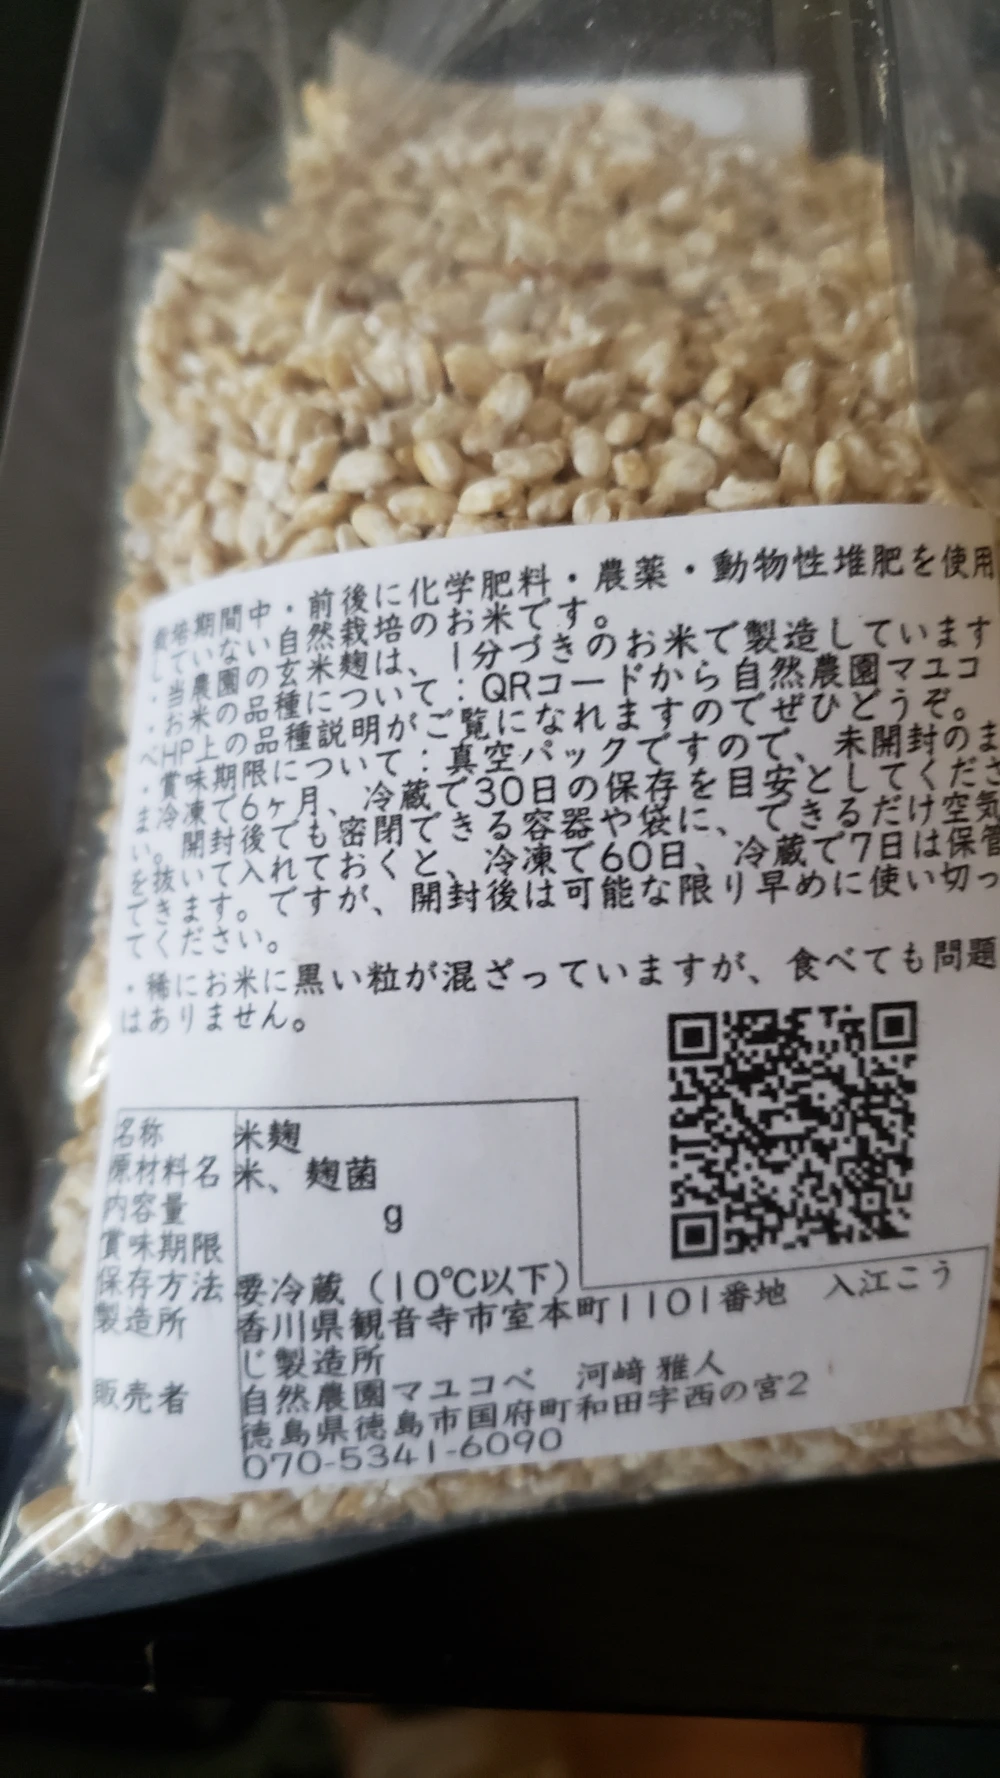 栽培期間中・前後に化学肥料・農薬・動物性堆肥を使用
していない自然栽培のお米です。
・当農園の玄米麹は、1分づきのお米で製造しています
・お米の品種について：QRコードから自然農園マユコ
ベHP上の品種説明がご覧になれますのでぜひどうぞ。
・賞味期限について：真空パックですので、未開封のま
ま冷凍で6ヶ月、冷蔵で30日の保存を目安としてくださ
い。開封後でも密閉できる容器や袋に、できるだけ空気
を抜いて入れておくと、冷凍で60日、冷蔵で7日は保管
できます。ですが、開封後は可能な限り早めに使い切っ
てください。
・稀にお米に黒い粒が混ざっていますが、食べても問題
はありません。
名称 米麹
原材料名 米、麹菌
内容量 g
賞味期限
保存方法 要冷蔵（10℃以下）
製造所 香川県観音寺市室本町1101番地 入江こう
じ製造所
販売者 自然農園マユコベ 河﨑 雅人
徳島県徳島市国府町和田字西の宮2
070-5341-6090